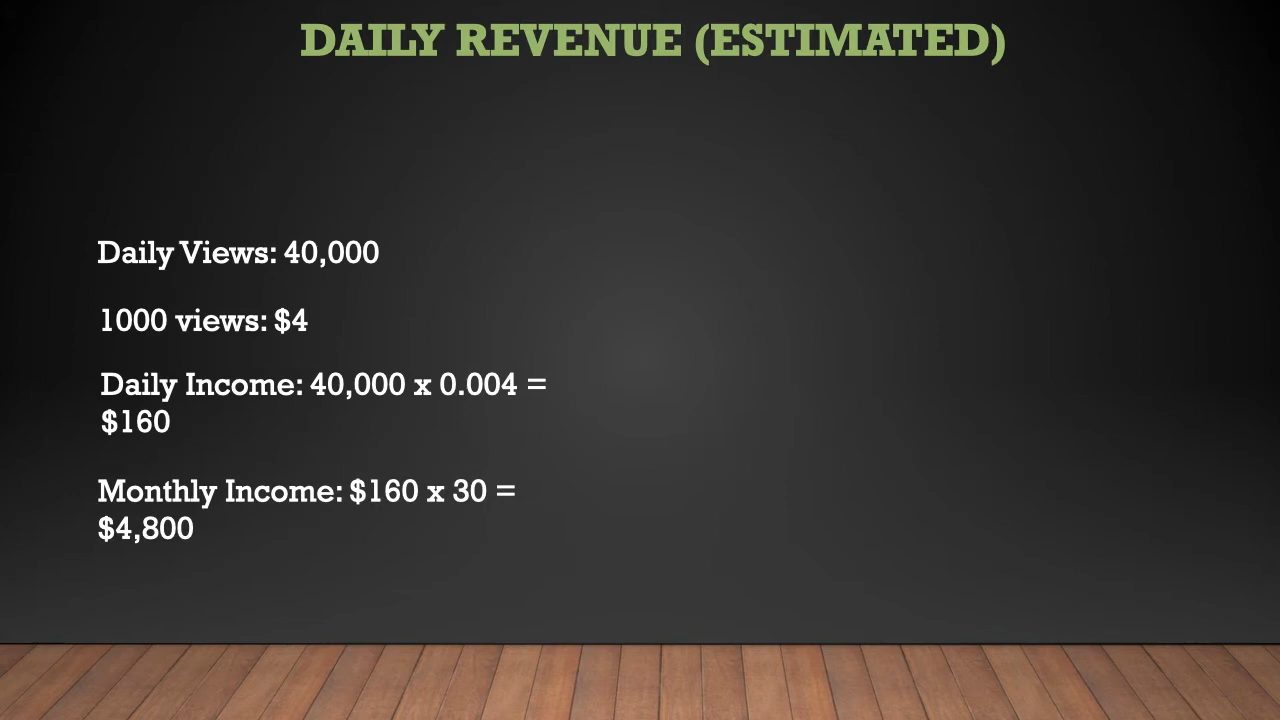 DAILY REVENUE (ESTIMATED)
Daily Views: 40,000
1000 views: $4
Daily Income: 40,000 x 0.004 =
$160
Monthly Income: $160 x 30 =
$4,800